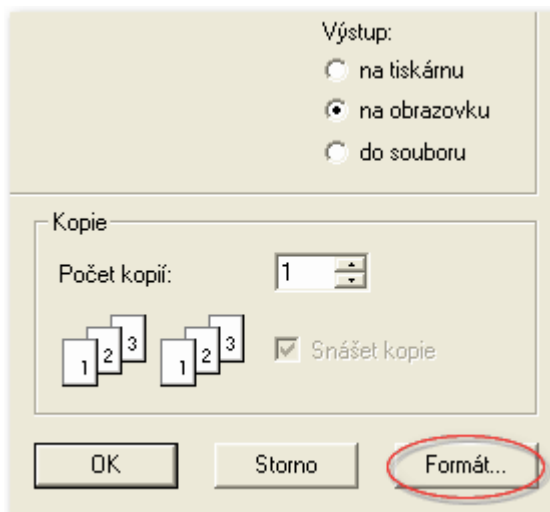 Výstup:
na tiskárnu
na obrazovku
do souboru
Kopie
Počet kopií:
1
1 2 3 1 2 3
Snášet kopie
OK Storno Formát...